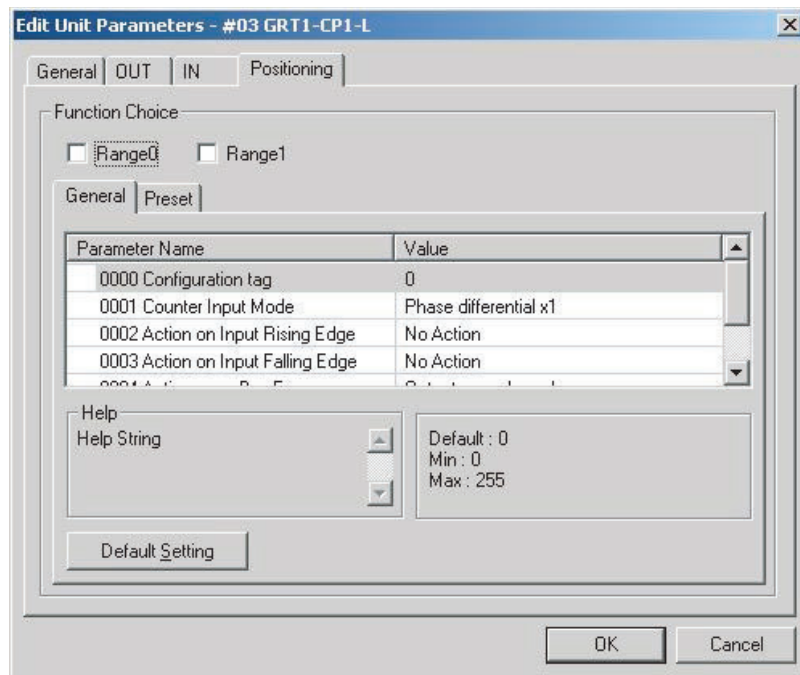 Edit Unit Parameters - #03 GRT1-CP1-L
General OUT IN Positioning
Function Choice
Range0 Range1
General Preset
Parameter Name Value
0000 Configuration tag 0
0001 Counter Input Mode Phase differential x1
0002 Action on Input Rising Edge No Action
0003 Action on Input Falling Edge No Action
Help
Help String
Default : 0
Min : 0
Max : 255
Default Setting
OK Cancel